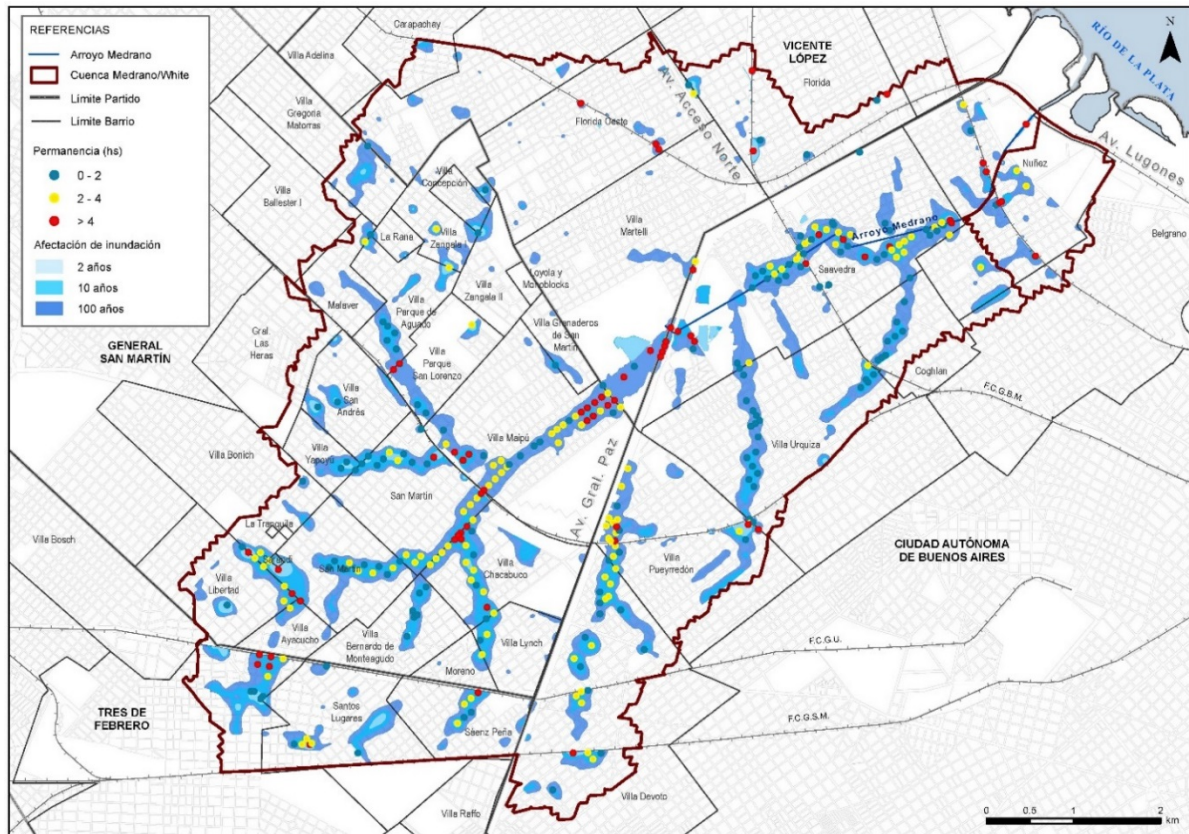 REFERENCIAS
Arroyo Medrano
Cuenca Medrano/White
Límite Partido
Límite Barrio
Permanencia (hs)
0 - 2
2 - 4
> 4
Afectación de inundación
2 años
10 años
100 años
Carapachay
Villa Adelina
VICENTE
LÓPEZ
Florida
N
RÍO DE LA PLATA
Villa
Gregoria
Matorras
Florida Oeste
Av. Acceso Norte
Av. Lugones
Nuñez
Villa
Ballester I
Villa
Concepción
La Rana
Villa
Zangala I
Villa
Martelli
Arroyo Medrano
Belgrano
Saavedra
Loyola y
Monoblocks
Villa
Zangala II
Malaver
Villa
Parque de
Aguado
Villa Granaderos
de San
Martín
GENERAL
SAN MARTÍN
Gral.
Las
Heras
Villa
Parque
San Lorenzo
Coghlan
F.C.G.B.M.
Villa
San
Andrés
Villa Maipú
Villa Urquiza
Villa Bonich
Villa
Yapeyú
San Martín
Av. Gral. Paz
La Tranquila
Villa Bosch
CIUDAD AUTÓNOMA
DE BUENOS AIRES
Villa
Libertad
San Martín
Villa
Chacabuco
Villa
Pueyrredón
Villa
Ayacucho
Villa
Bernardo de
Monteagudo
Villa Lynch
Moreno
F.C.G.U.
TRES DE
FEBRERO
Santos
Lugares
Sáenz Peña
F.C.G.S.M.
Villa Raffo
Villa Devoto
0 0.5 1 2
km